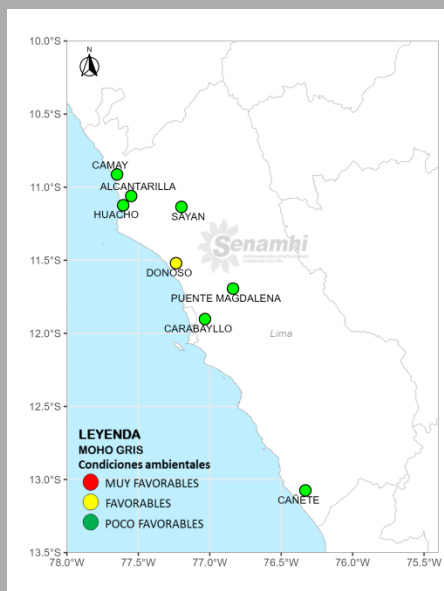 10.0°S
N
10.5°S
CAMAY
11.0°S
ALCANTARILLA
HUACHO
SAYAN
Senamhi
11.5°S
DONOSO
PUENTE MAGDALENA
12.0°S
CARABAYLLO
Lima
12.5°S
LEYENDA
MOHO GRIS
Condiciones ambientales
MUY FAVORABLES
FAVORABLES
POCO FAVORABLES
13.0°S
CAÑETE
13.5°S
78.0°W
77.5°W
77.0°W
76.5°W
76.0°W
75.5°W